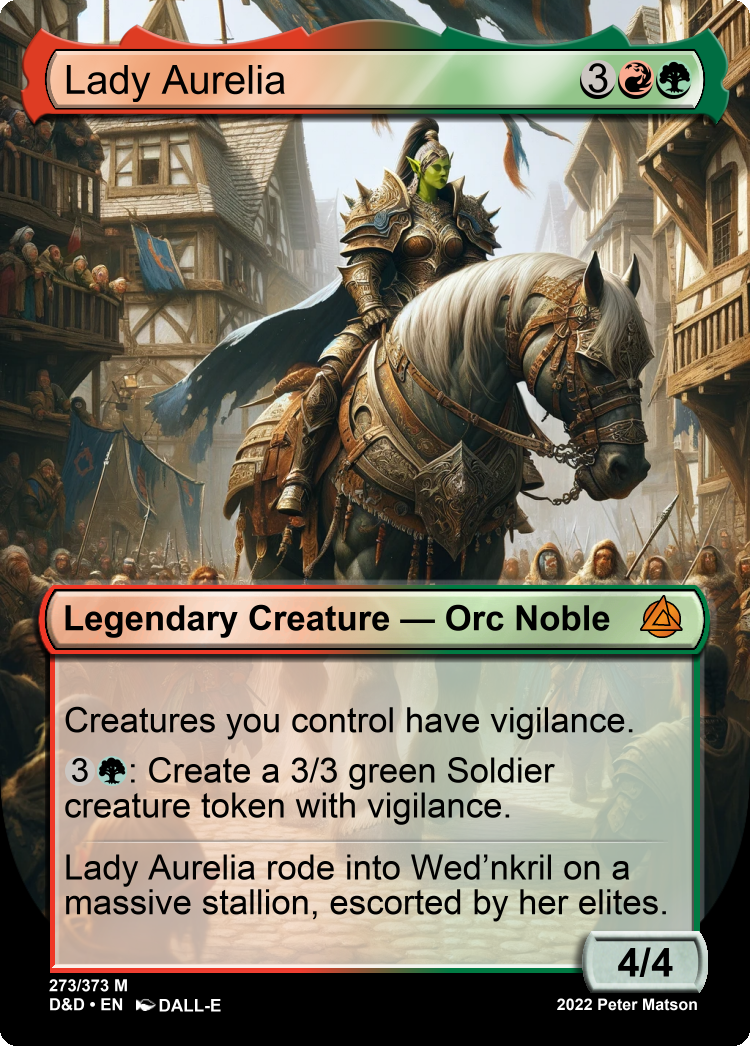 Lady Aurelia 3
Legendary Creature — Orc Noble
Creatures you control have vigilance.
3 : Create a 3/3 green Soldier
creature token with vigilance.
Lady Aurelia rode into Wed’nkril on a
massive stallion, escorted by her elites.
4/4
273/373 M
D&D • EN DALL-E
2022 Peter Matson